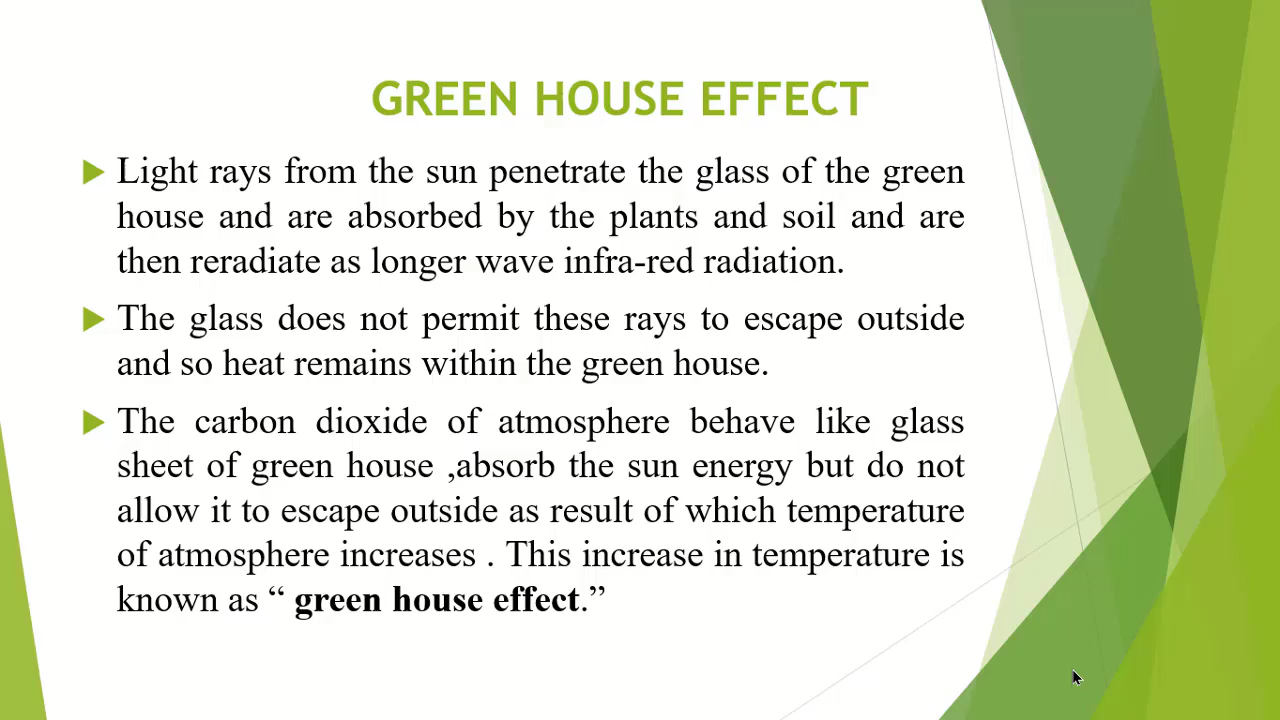 GREEN HOUSE EFFECT
Light rays from the sun penetrate the glass of the green
house and are absorbed by the plants and soil and are
then reradiate as longer wave infra-red radiation.
The glass does not permit these rays to escape outside
and so heat remains within the green house.
The carbon dioxide of atmosphere behave like glass
sheet of green house ,absorb the sun energy but do not
allow it to escape outside as result of which temperature
of atmosphere increases . This increase in temperature is
known as “ green house effect.”